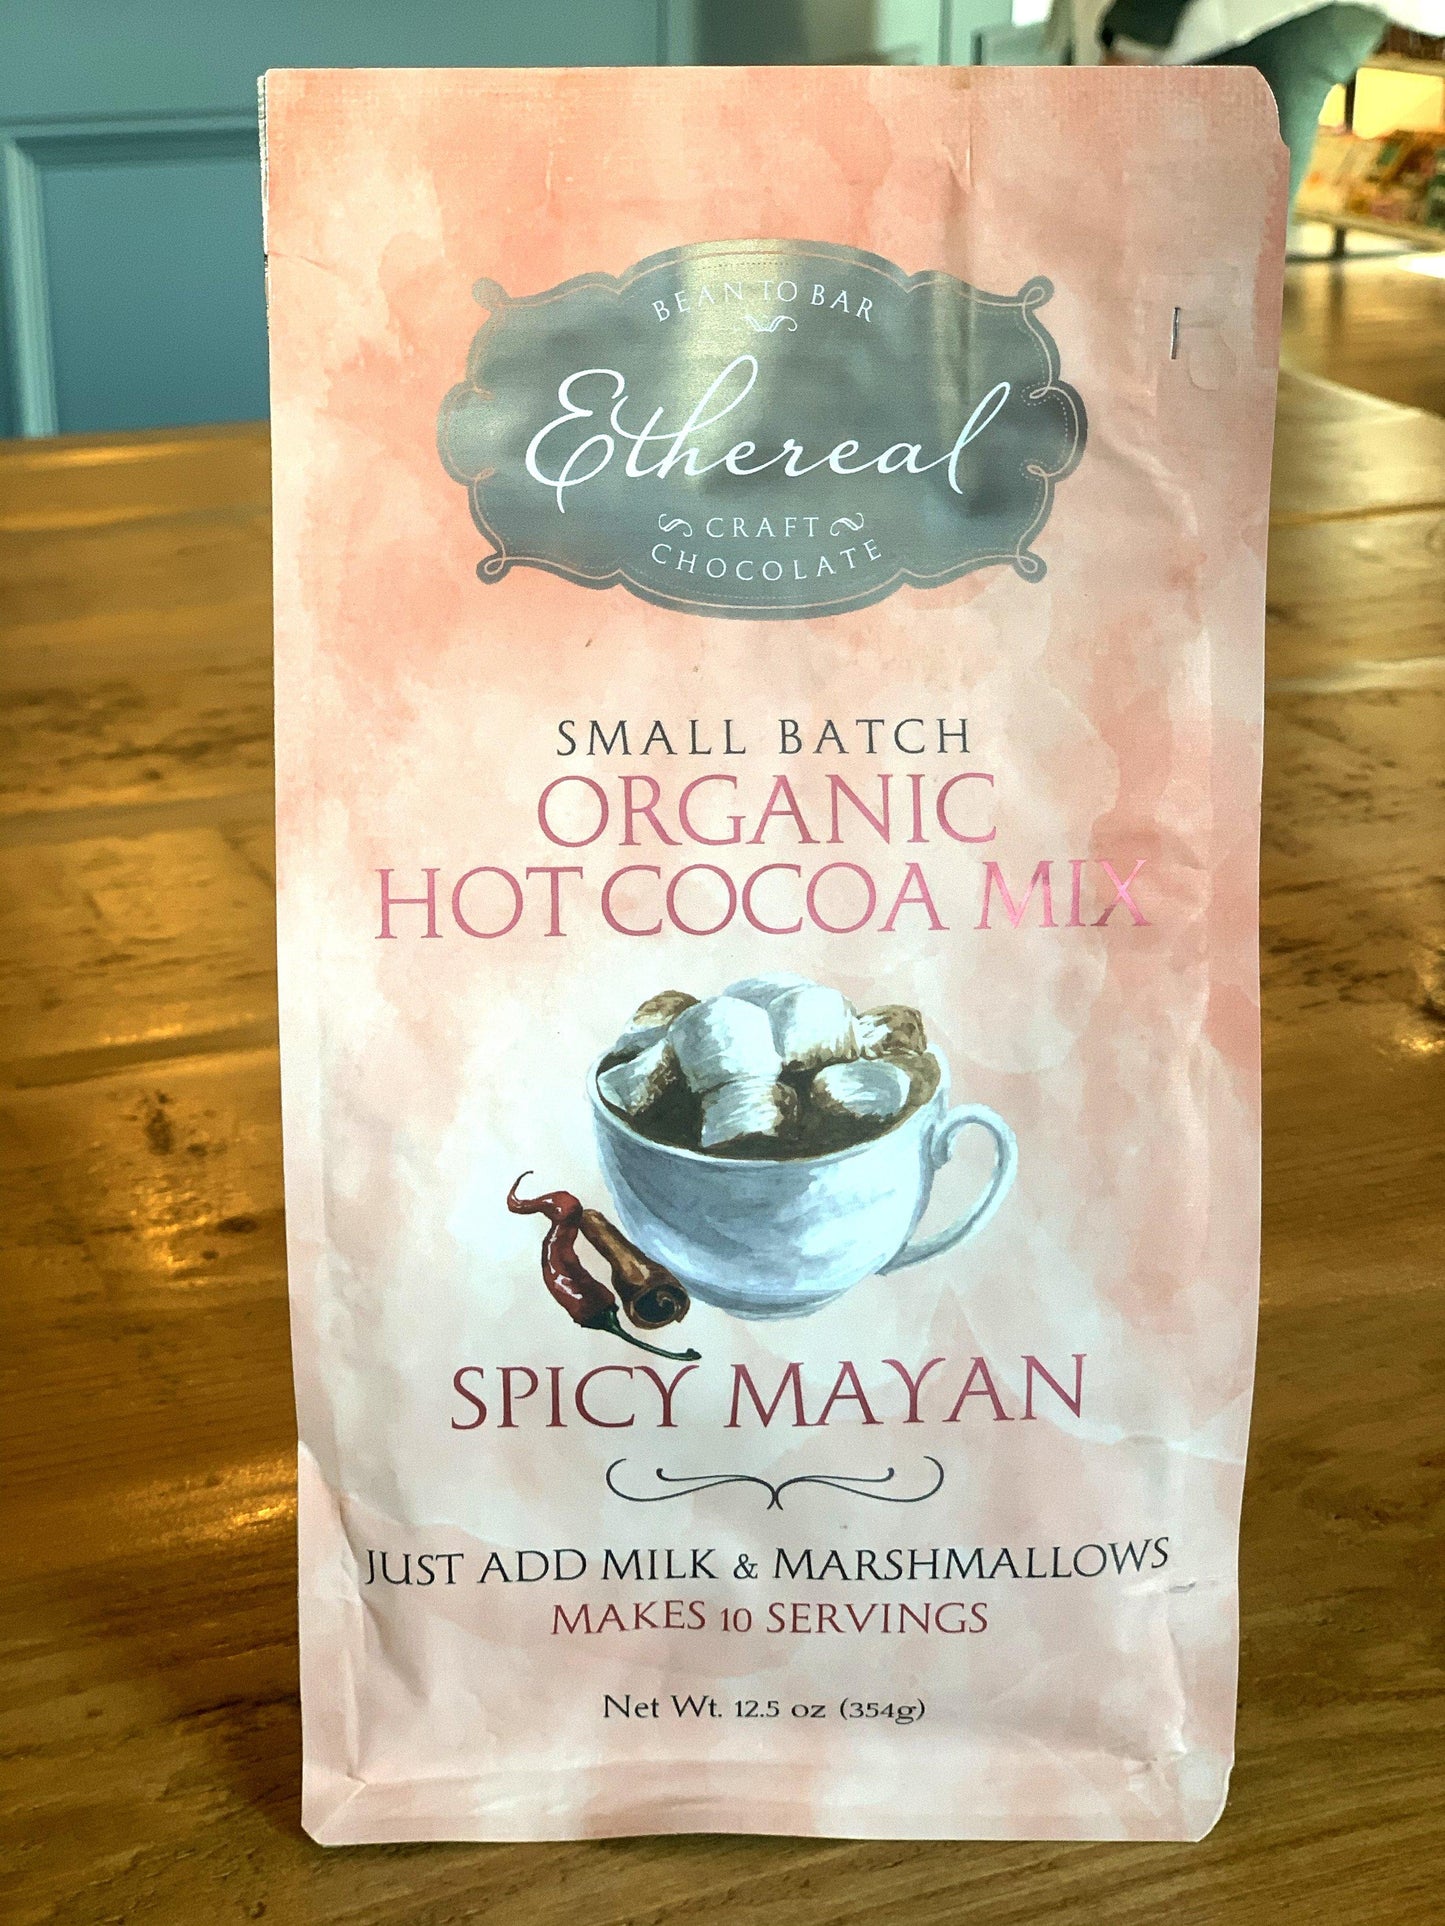 BEAN TO BAR
Ethereal
CRAFT
CHOCOLATE
SMALL BATCH
ORGANIC
HOT COCOA MIX
SPICY MAYAN
JUST ADD MILK & MARSHMALLOWS
MAKES 10 SERVINGS
Net Wt. 12.5 oz (354g)